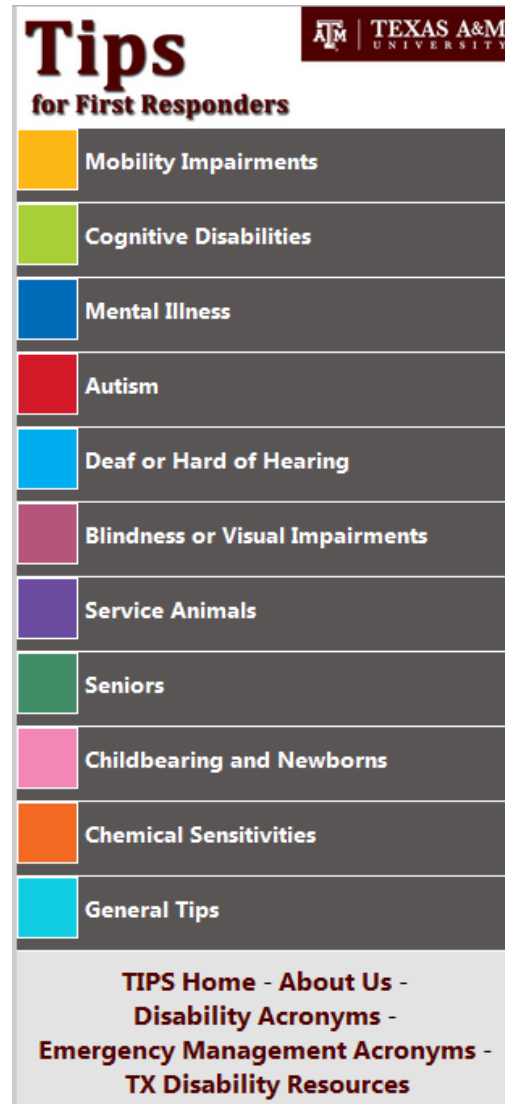 Tips
for First Responders
ĀM | TEXAS A&M
UNIVERSITY
Mobility Impairments
Cognitive Disabilities
Mental Illness
Autism
Deaf or Hard of Hearing
Blindness or Visual Impairments
Service Animals
Seniors
Childbearing and Newborns
Chemical Sensitivities
General Tips
TIPS Home - About Us -
Disability Acronyms -
Emergency Management Acronyms -
TX Disability Resources